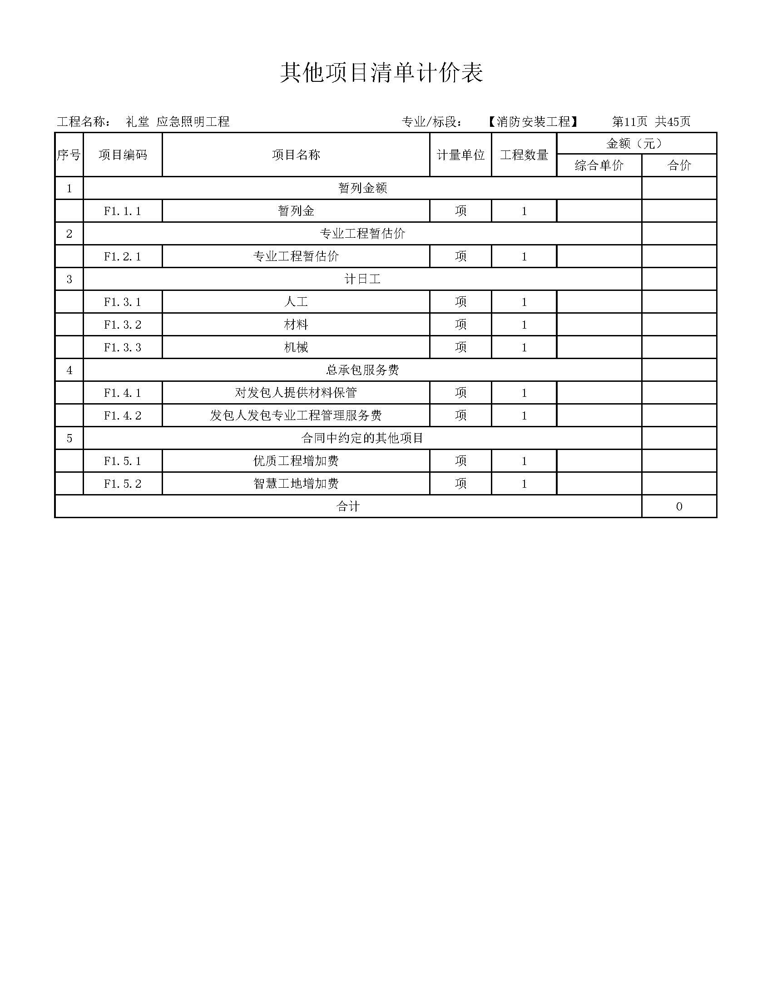 其他项目清单计价表
工程名称： 礼堂 应急照明工程 专业/标段： 【消防安装工程】 第11页 共45页
序号 项目编码 项目名称 计量单位 工程数量 金额（元）
综合单价 合价
1 暂列金额
F1.1.1 暂列金 项 1
2 专业工程暂估价
F1.2.1 专业工程暂估价 项 1
3 计日工
F1.3.1 人工 项 1
F1.3.2 材料 项 1
F1.3.3 机械 项 1
4 总承包服务费
F1.4.1 对发包人提供材料保管 项 1
F1.4.2 发包人发包专业工程管理服务费 项 1
5 合同中约定的其他项目
F1.5.1 优质工程增加费 项 1
F1.5.2 智慧工地增加费 项 1
合计 0